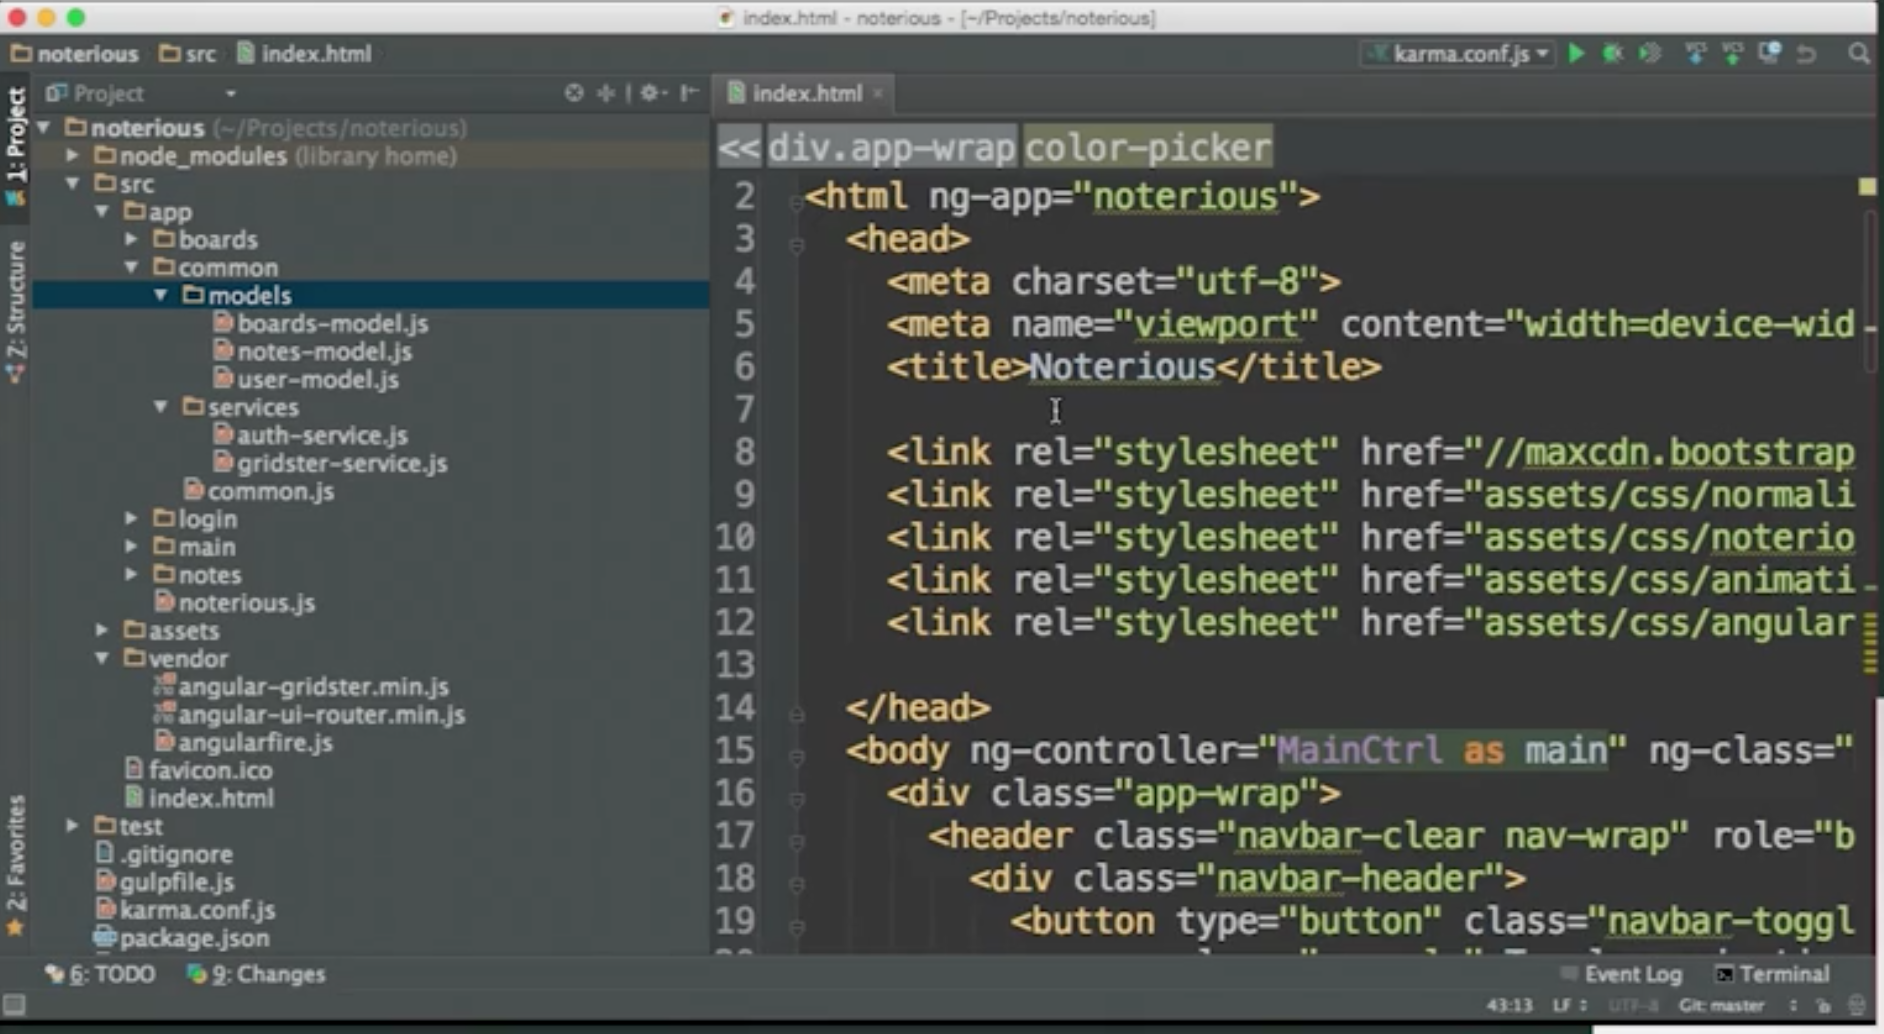 index.html - noterious - [~/Projects/noterious]
noterious src index.html
karma.conf.js
1: Project
Z: Structure
2: Favorites
Project
noterious (~/Projects/noterious)
node_modules (library home)
src
app
boards
common
models
boards-model.js
notes-model.js
user-model.js
services
auth-service.js
gridster-service.js
common.js
login
main
notes
noterious.js
assets
vendor
angular-gridster.min.js
angular-ui-router.min.js
angularfire.js
favicon.ico
index.html
test
.gitignore
gulpfile.js
karma.conf.js
package.json
index.html
<< div.app-wrap color-picker
2 <html ng-app="noterious">
3 <head>
4 <meta charset="utf-8">
5 <meta name="viewport" content="width=device-wid
6 <title>Noterious</title>
7
8 <link rel="stylesheet" href="//maxcdn.bootstrap
9 <link rel="stylesheet" href="assets/css/normali
10 <link rel="stylesheet" href="assets/css/noterio
11 <link rel="stylesheet" href="assets/css/animati
12 <link rel="stylesheet" href="assets/css/angular
13
14 </head>
15 <body ng-controller="MainCtrl as main" ng-class="
16 <div class="app-wrap">
17 <header class="navbar-clear nav-wrap" role="b
18 <div class="navbar-header">
19 <button type="button" class="navbar-toggl
6: TODO 9: Changes
Event Log Terminal
43:13 LF UTF-8 Git: master